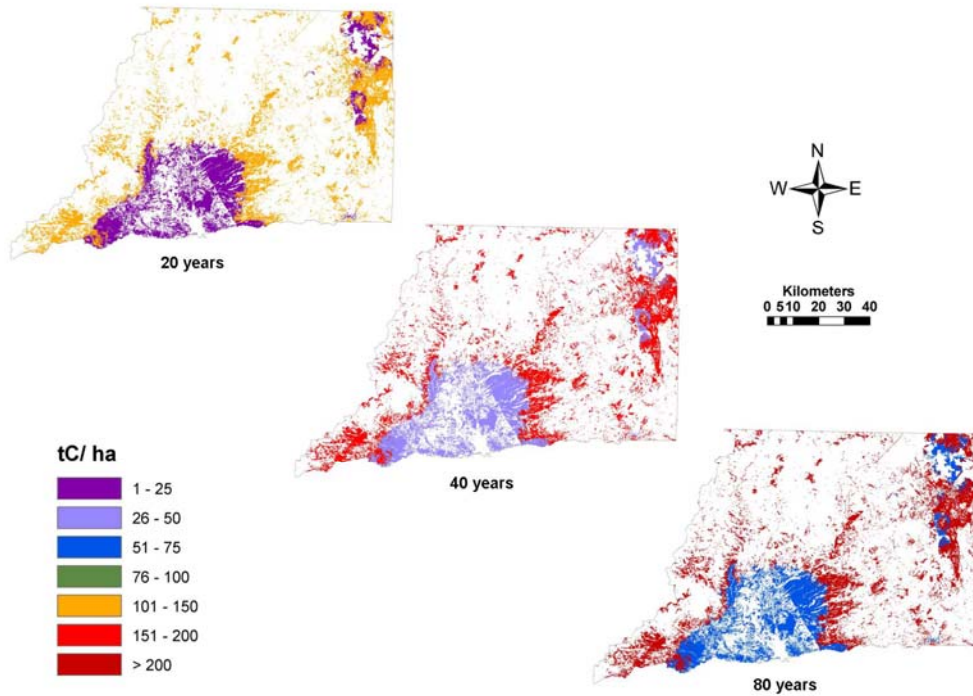 20 years
N
W E
S
Kilometers
0 510 20 30 40
40 years
tC/ ha
1 - 25
26 - 50
51 - 75
76 - 100
101 - 150
151 - 200
> 200
80 years